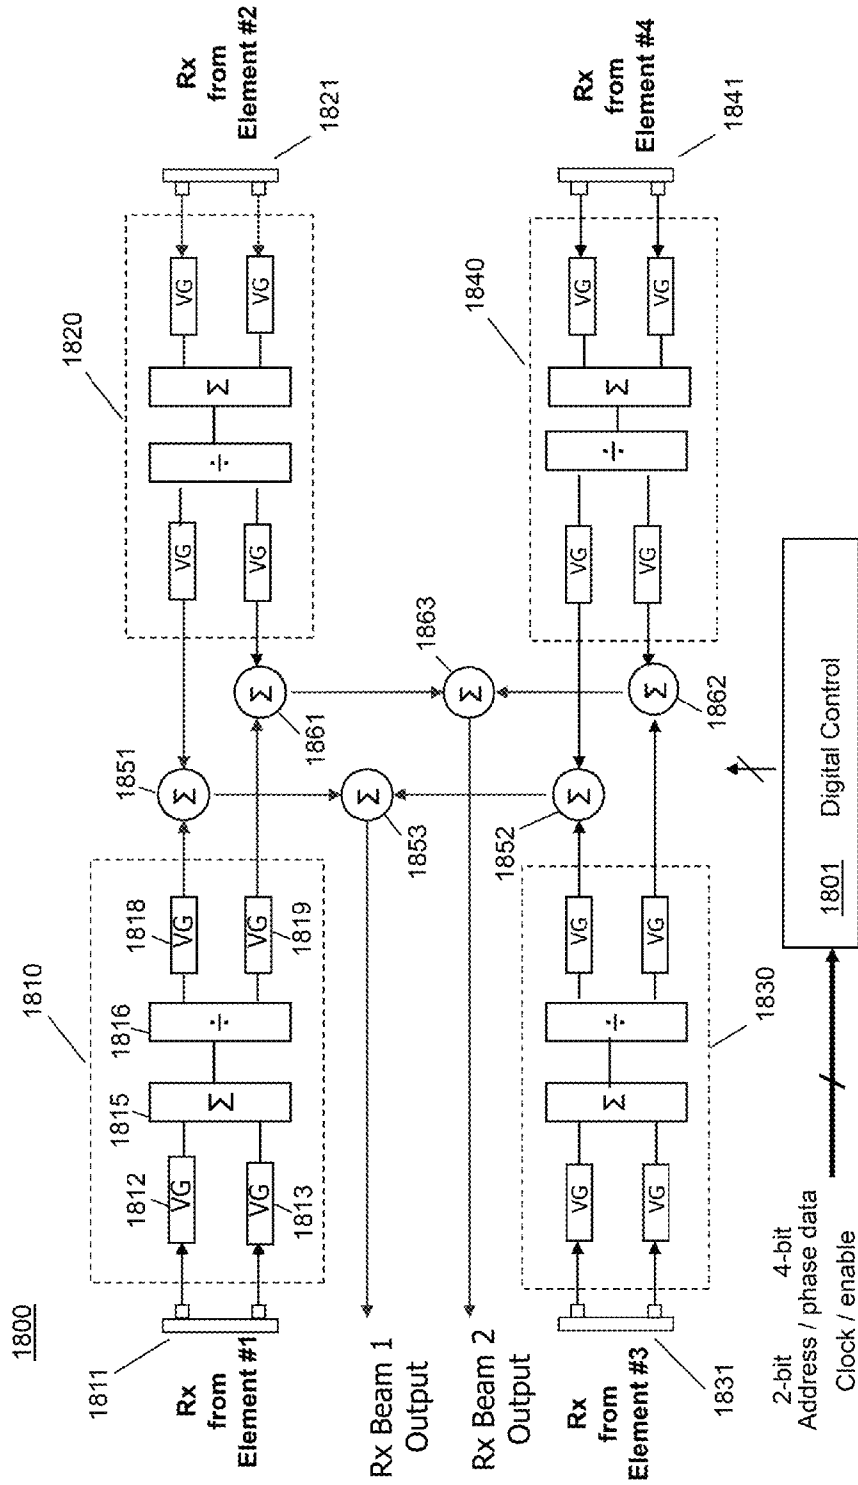 1800
1811
Rx
from
Element #1
1810
1812
VG
VG
1813
1815
Σ
1816
÷
1818
VG
VG
1819
1851
Σ
Σ
1861
1820
VG
VG
÷
Σ
VG
VG
Rx
from
Element #2
1821
Rx Beam 1
Output
Σ
1853
Rx Beam 2
Output
Σ
1863
Rx
from
Element #3
1831
VG
VG
Σ
÷
VG
VG
1830
1852
Σ
Σ
1862
1840
VG
VG
÷
Σ
VG
VG
Rx
from
Element #4
1841
2-bit 4-bit
Address / phase data
Clock / enable
1801 Digital Control